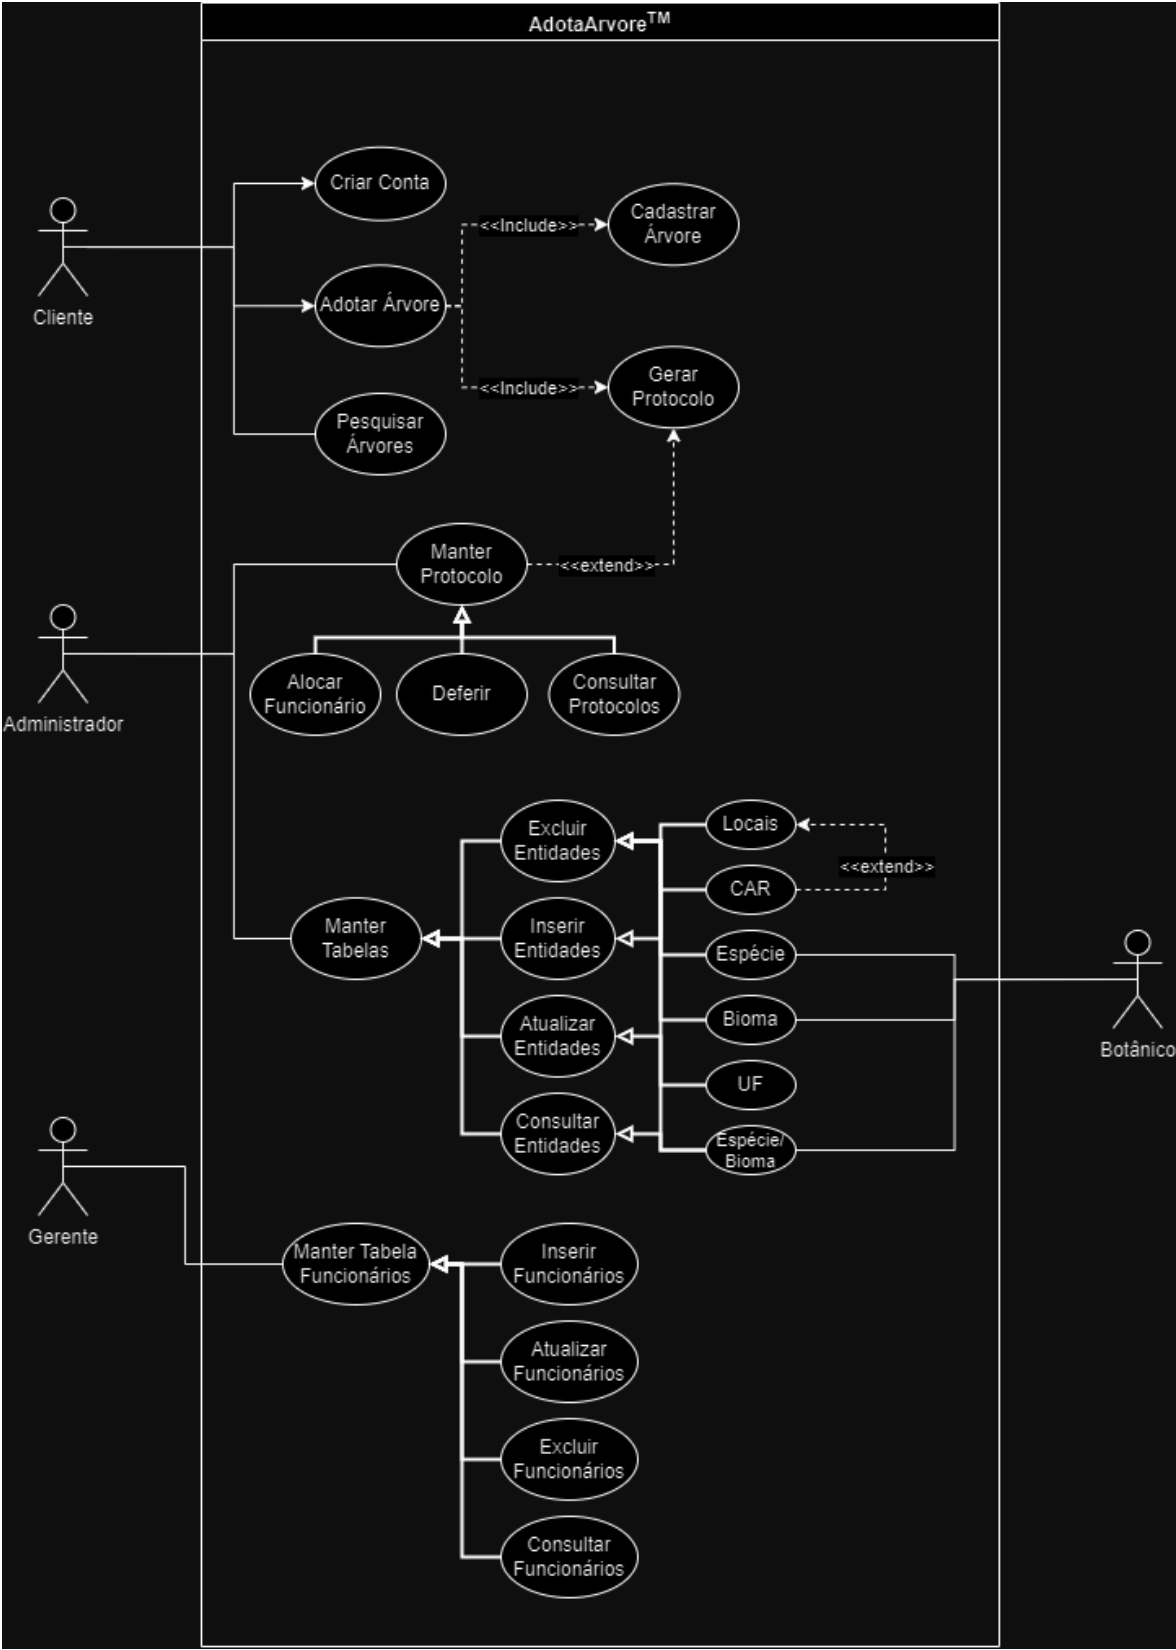 AdotaArvore™
Criar Conta
Cadastrar
Árvore
<<Include>>
Adotar Árvore
Cliente
Gerar
Protocolo
<<Include>>
Pesquisar
Árvores
Manter
Protocolo
<<extend>>
Alocar
Funcionário
Deferir
Consultar
Protocolos
Administrador
Excluir
Entidades
Locais
<<extend>>
CAR
Manter
Tabelas
Inserir
Entidades
Espécie
Atualizar
Entidades
Bioma
Botânico
UF
Consultar
Entidades
Espécie/
Bioma
Gerente
Manter Tabela
Funcionários
Inserir
Funcionários
Atualizar
Funcionários
Excluir
Funcionários
Consultar
Funcionários